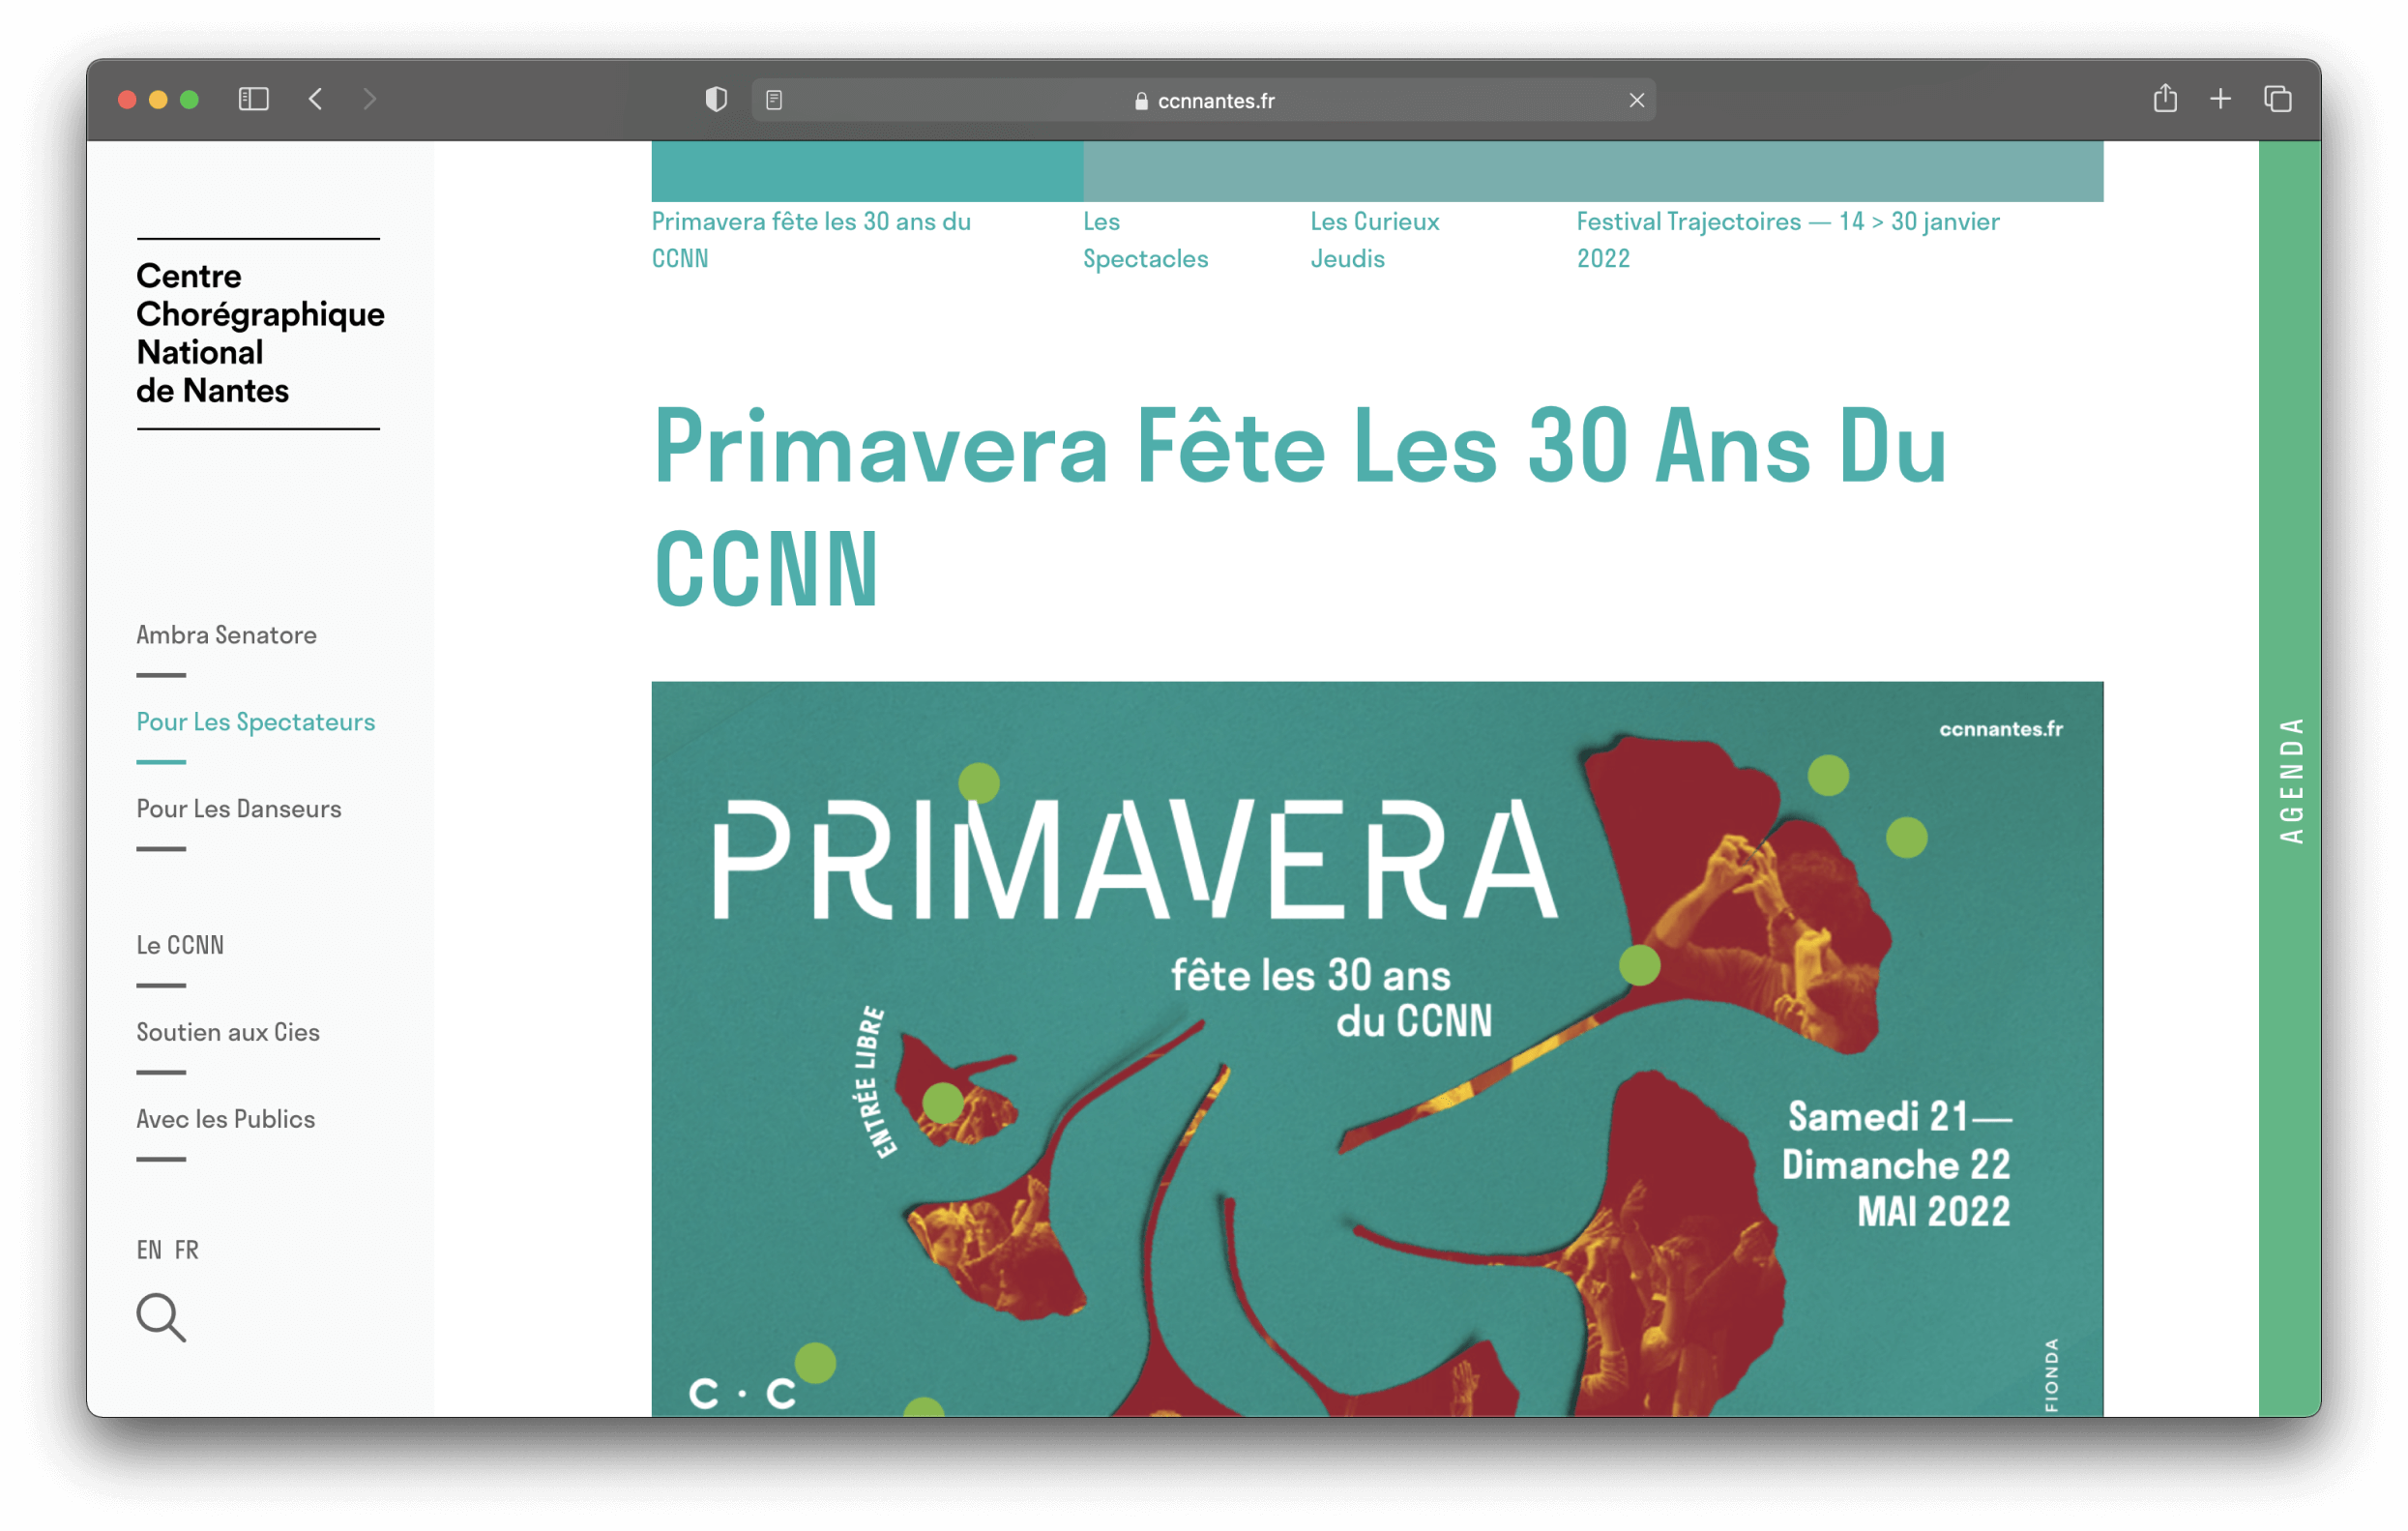 ccnnantes.fr
Centre
Chorégraphique
National
de Nantes
Ambra Senatore
Pour Les Spectateurs
Pour Les Danseurs
Le CCNN
Soutien aux Cies
Avec les Publics
EN FR
Primavera fête les 30 ans du
CCNN
Les
Spectacles
Les Curieux
Jeudis
Festival Trajectoires — 14 > 30 janvier
2022
Primavera Fête Les 30 Ans Du
CCNN
ccnnantes.fr
PRIMAVERA
fête les 30 ans
du CCNN
ENTRÉE LIBRE
Samedi 21—
Dimanche 22
MAI 2022
C · C
FIONDA
AGENDA